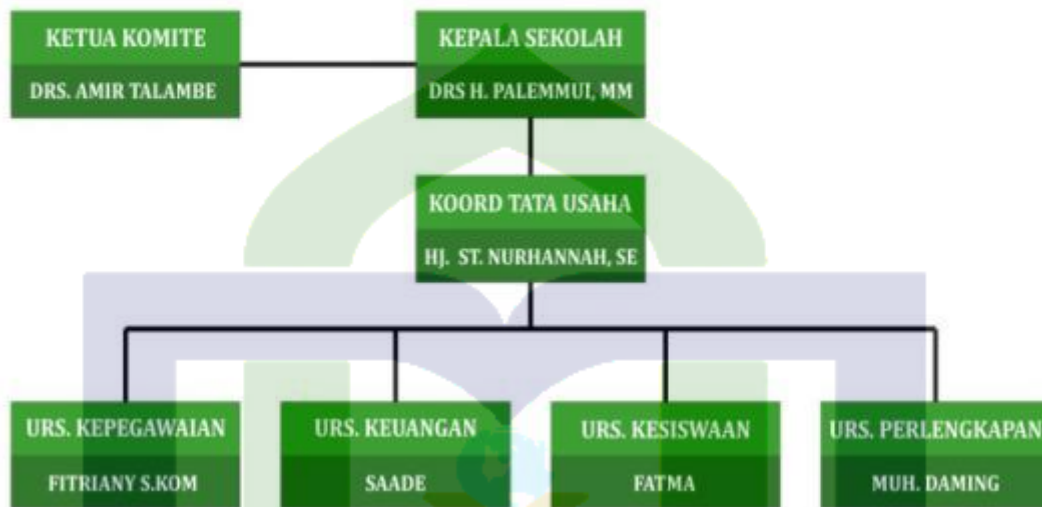 KETUA KOMITE
DRS. AMIR TALAMBE
KEPALA SEKOLAH
DRS H. PALEMMUI, MM
KOORD TATA USAHA
HJ. ST. NURHANNAH, SE
URS. KEPEGAWAIAN
FITRIANY S.KOM
URS. KEUANGAN
SAADE
URS. KESISWAAN
FATMA
URS. PERLENGKAPAN
MUH. DAMING